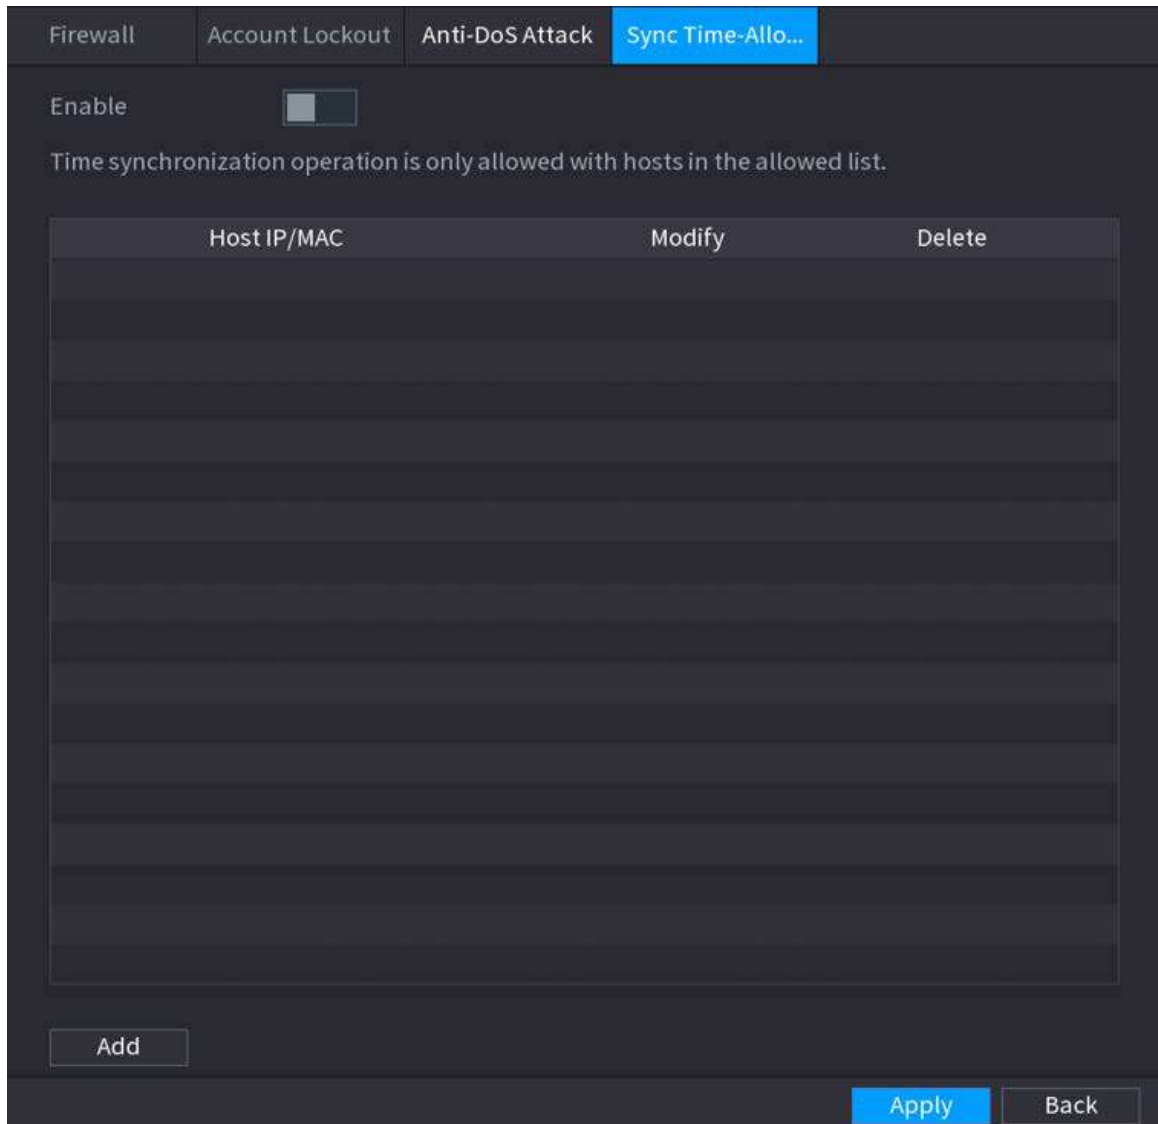 Firewall Account Lockout Anti-DoS Attack Sync Time-Allo...
Enable
Time synchronization operation is only allowed with hosts in the allowed list.
Host IP/MAC Modify Delete
Add
Apply Back